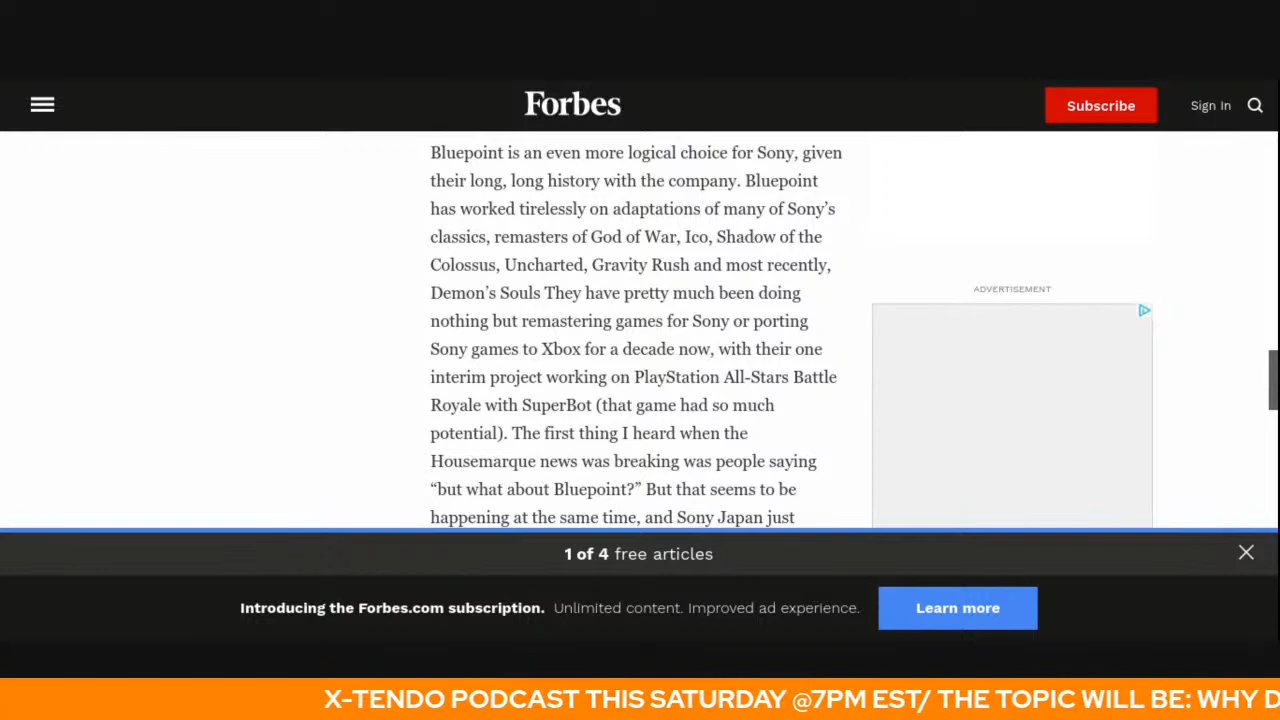 Forbes
Subscribe
Sign In
Bluepoint is an even more logical choice for Sony, given
their long, long history with the company. Bluepoint
has worked tirelessly on adaptations of many of Sony’s
classics, remasters of God of War, Ico, Shadow of the
Colossus, Uncharted, Gravity Rush and most recently,
Demon’s Souls They have pretty much been doing
nothing but remastering games for Sony or porting
Sony games to Xbox for a decade now, with their one
interim project working on PlayStation All-Stars Battle
Royale with SuperBot (that game had so much
potential). The first thing I heard when the
Housemarque news was breaking was people saying
“but what about Bluepoint?” But that seems to be
happening at the same time, and Sony Japan just
ADVERTISEMENT
1 of 4 free articles
Introducing the Forbes.com subscription. Unlimited content. Improved ad experience.
Learn more
X-TENDO PODCAST THIS SATURDAY @7PM EST/ THE TOPIC WILL BE: WHY D